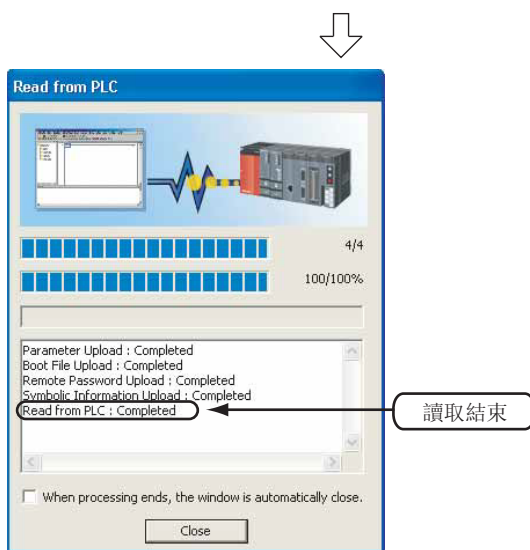 Read from PLC
4/4
100/100%
Parameter Upload : Completed
Boot File Upload : Completed
Remote Password Upload : Completed
Symbolic Information Upload : Completed
Read from PLC : Completed
讀取結束
When processing ends, the window is automatically close.
Close